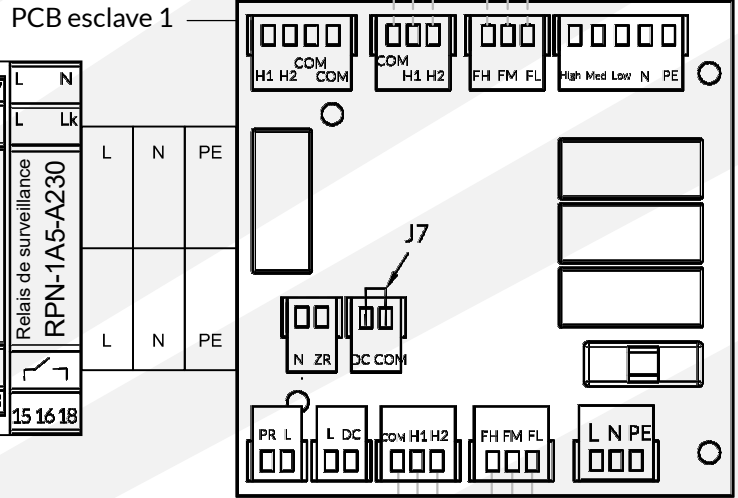 PCB esclave 1
L N
L Lk
Relais de surveillance
RPN-1A5-A230
15 16 18
L N PE
L N PE
H1 H2 COM COM
COM H1 H2
FH FM FL
High Med Low N PE
J7
N ZR
DC COM
PR L
L DC
COM H1 H2
FH FM FL
L N PE